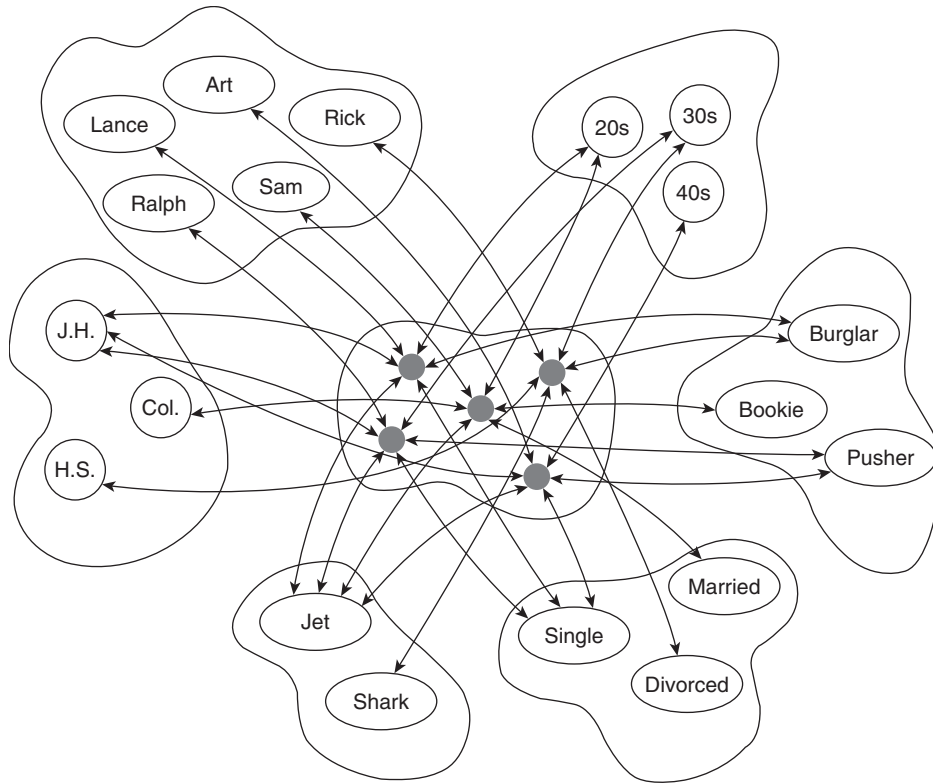 Art
Rick
Lance
Sam
Ralph
20s
30s
40s
J.H.
Col.
H.S.
Burglar
Bookie
Pusher
Jet
Shark
Married
Single
Divorced